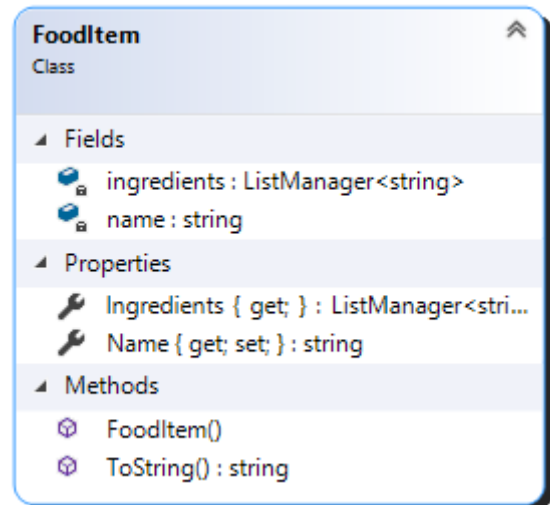 FoodItem
Class
Fields
ingredients : ListManager<string>
name : string
Properties
Ingredients { get; } : ListManager<stri...
Name { get; set; } : string
Methods
FoodItem()
ToString() : string